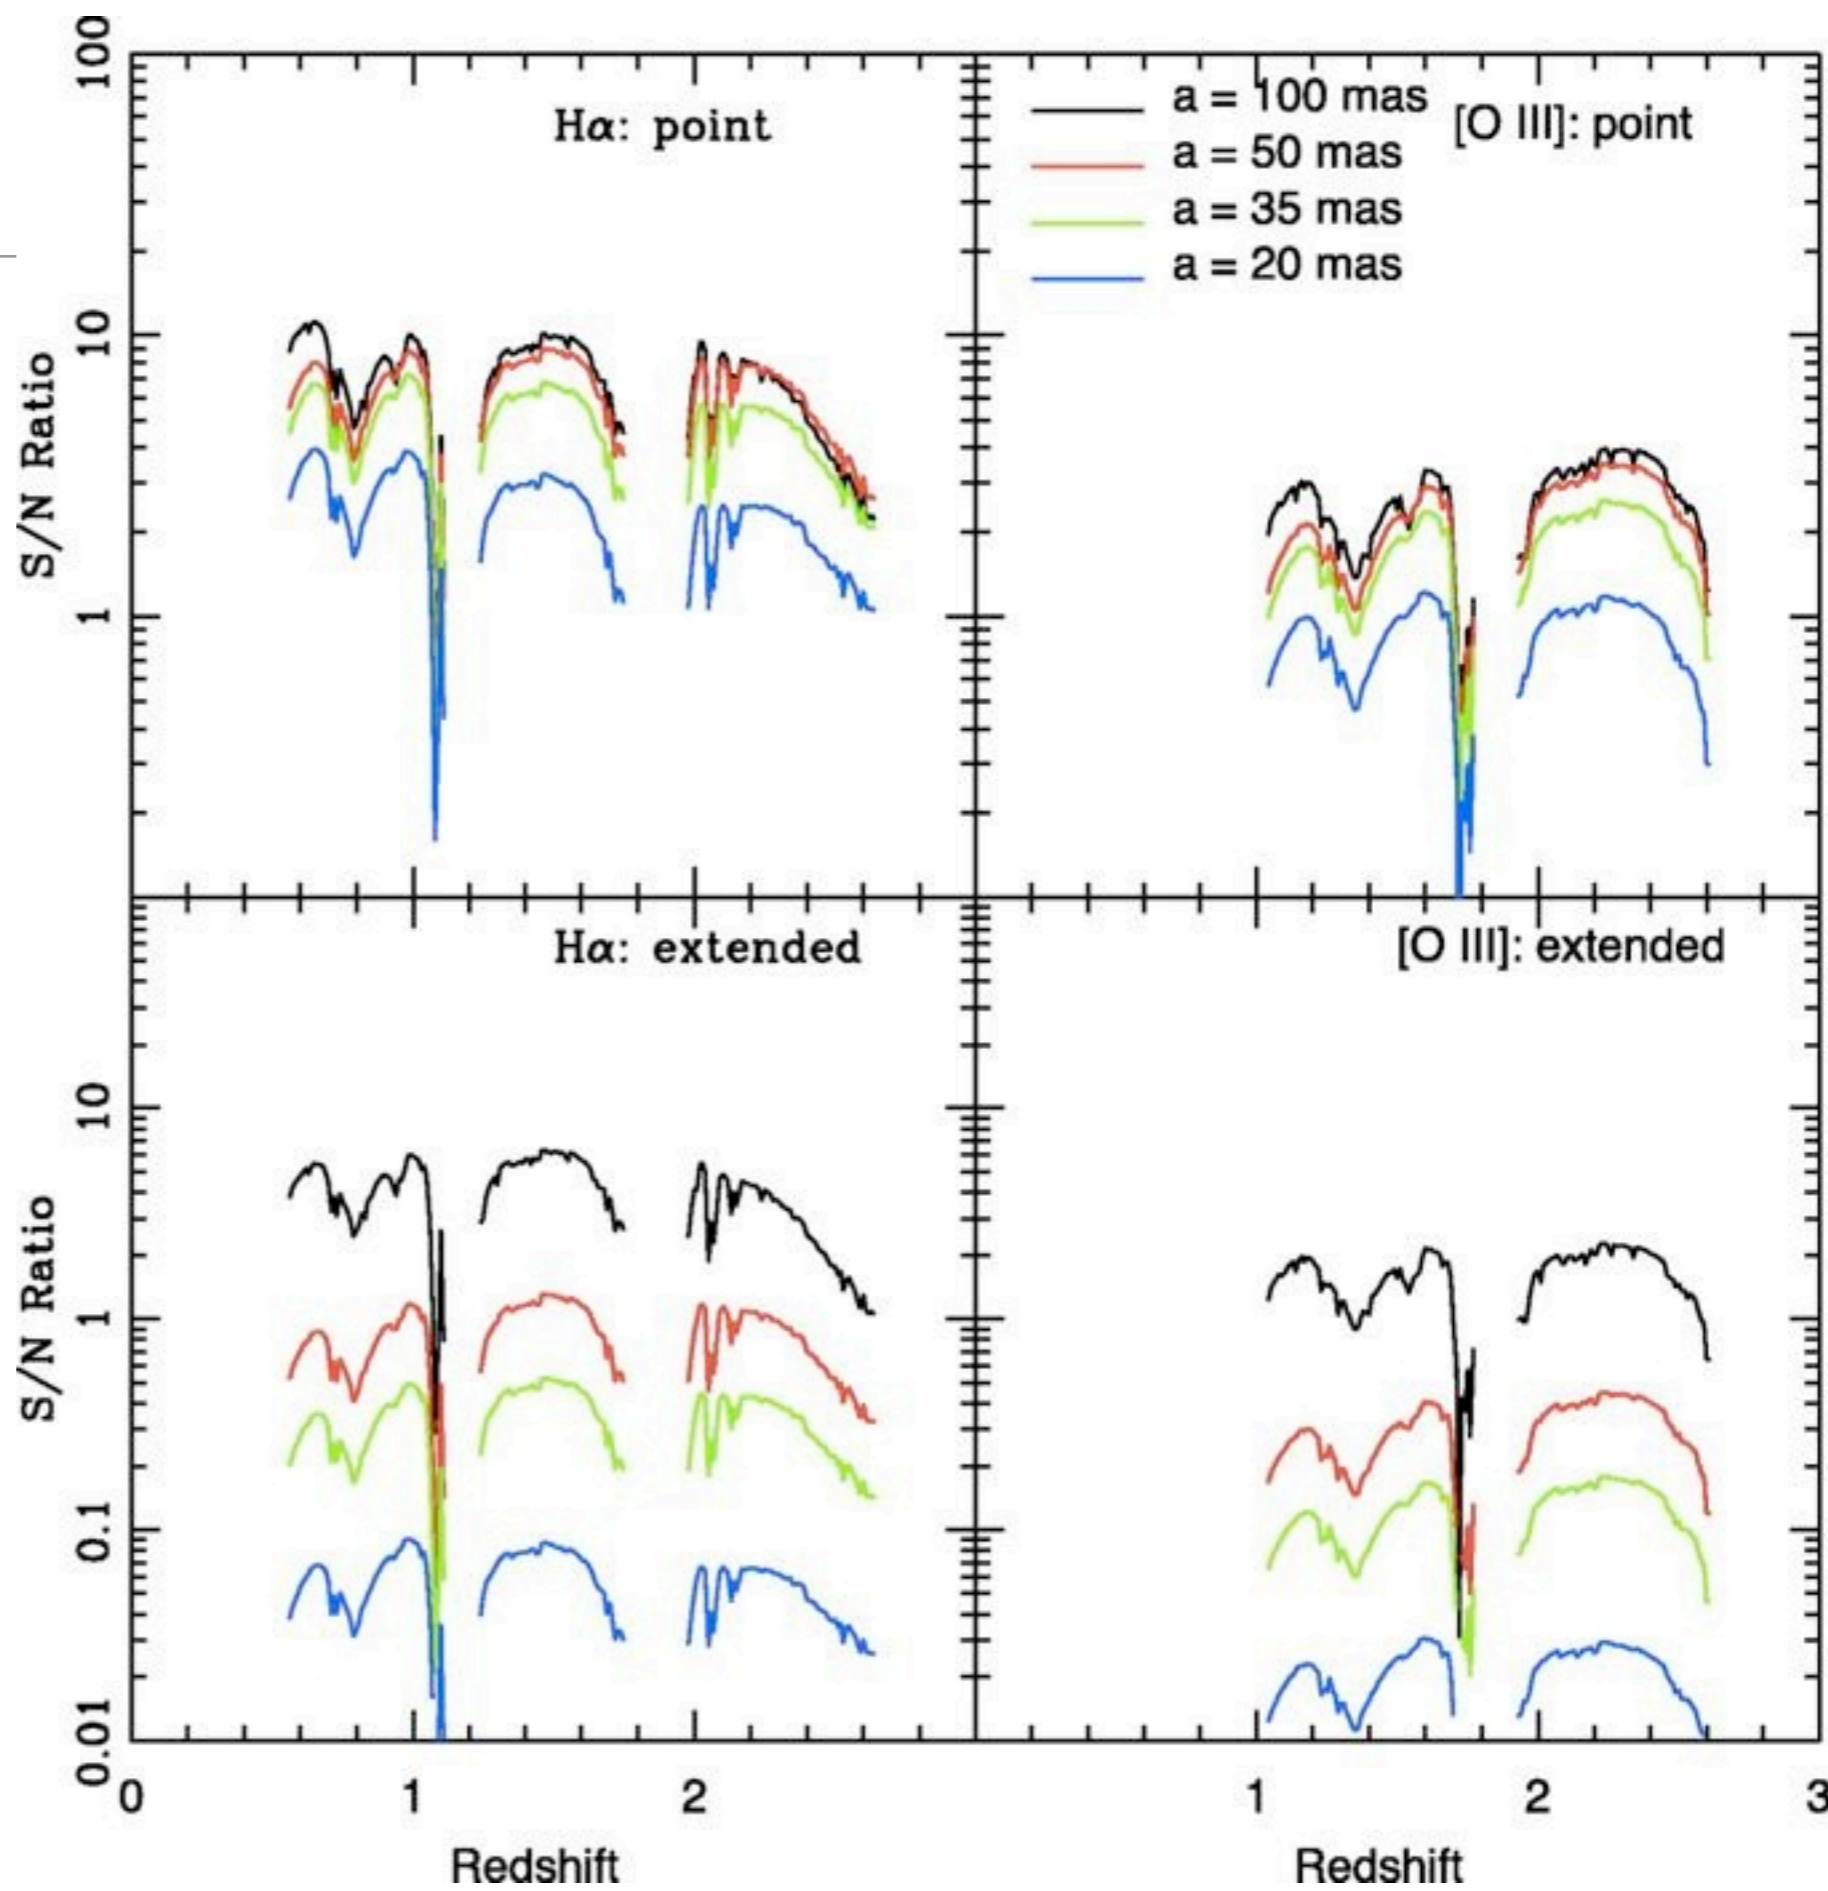 100
10
1
S/N Ratio
Hα: point
a = 100 mas
a = 50 mas
a = 35 mas
a = 20 mas
[O III]: point
10
1
0.1
0.01
S/N Ratio
Hα: extended
[O III]: extended
0 1 2 1 2 3
Redshift Redshift